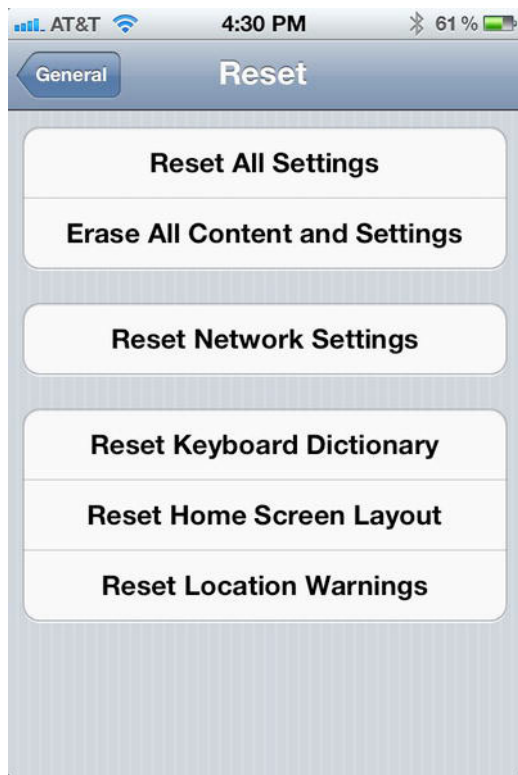 AT&T 4:30 PM 61%
General Reset
Reset All Settings
Erase All Content and Settings
Reset Network Settings
Reset Keyboard Dictionary
Reset Home Screen Layout
Reset Location Warnings